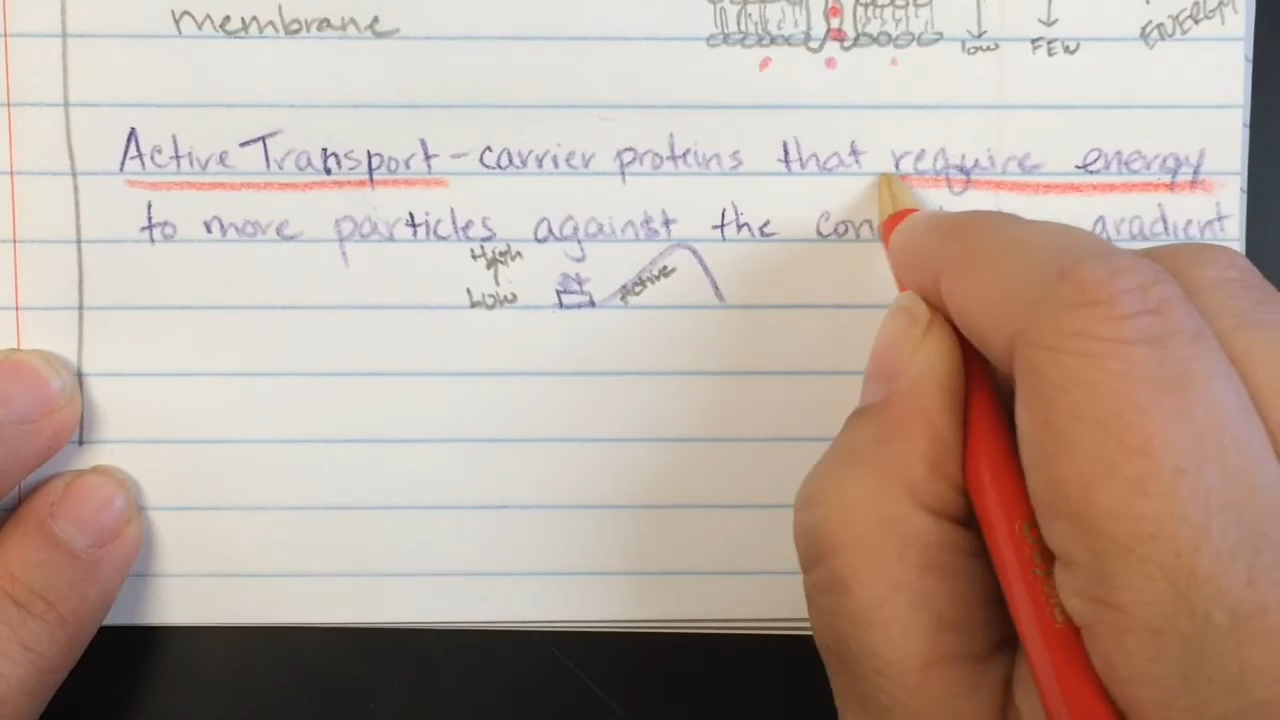 membrane
low FEW
ENERGY
Active Transport - carrier proteins that require energy
to more particles against the con gradient
High
Low Active